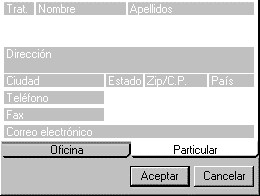 Trat. Nombre Apellidos
Dirección
Ciudad Estado Zip/C.P. País
Teléfono
Fax
Correo electrónico
Oficina Particular
Aceptar Cancelar